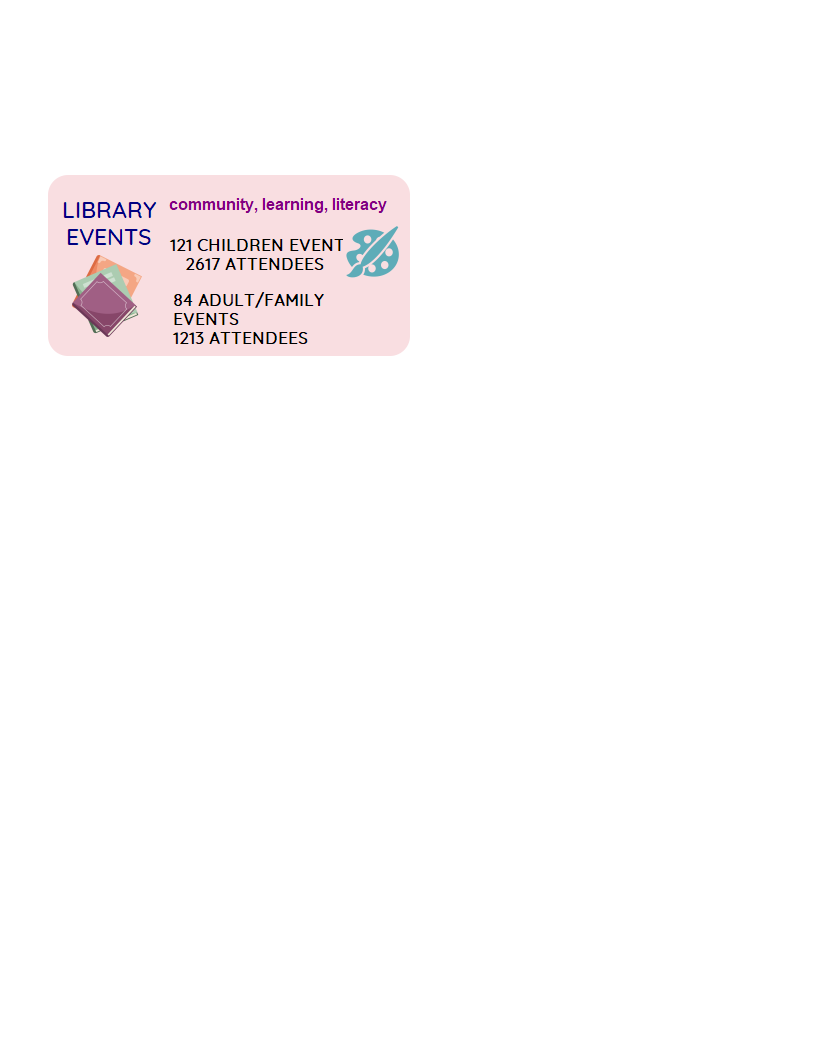 LIBRARY
EVENTS
community, learning, literacy
121 CHILDREN EVENT
2617 ATTENDEES
84 ADULT/FAMILY
EVENTS
1213 ATTENDEES